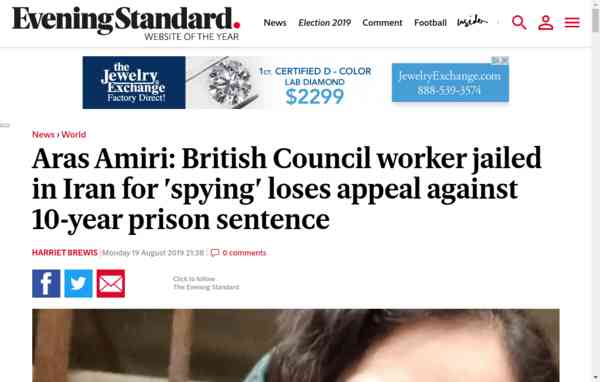 Evening Standard.
WEBSITE OF THE YEAR
News Election 2019 Comment Football Insider
the Jewelry Exchange Factory Direct!
1ct. CERTIFIED D - COLOR
LAB DIAMOND
$2299
JewelryExchange.com
888-539-3574
News › World
Aras Amiri: British Council worker jailed
in Iran for 'spying' loses appeal against
10-year prison sentence
HARRIET BREWIS | Monday 19 August 2019 21:38 | 0 comments
Click to follow
The Evening Standard